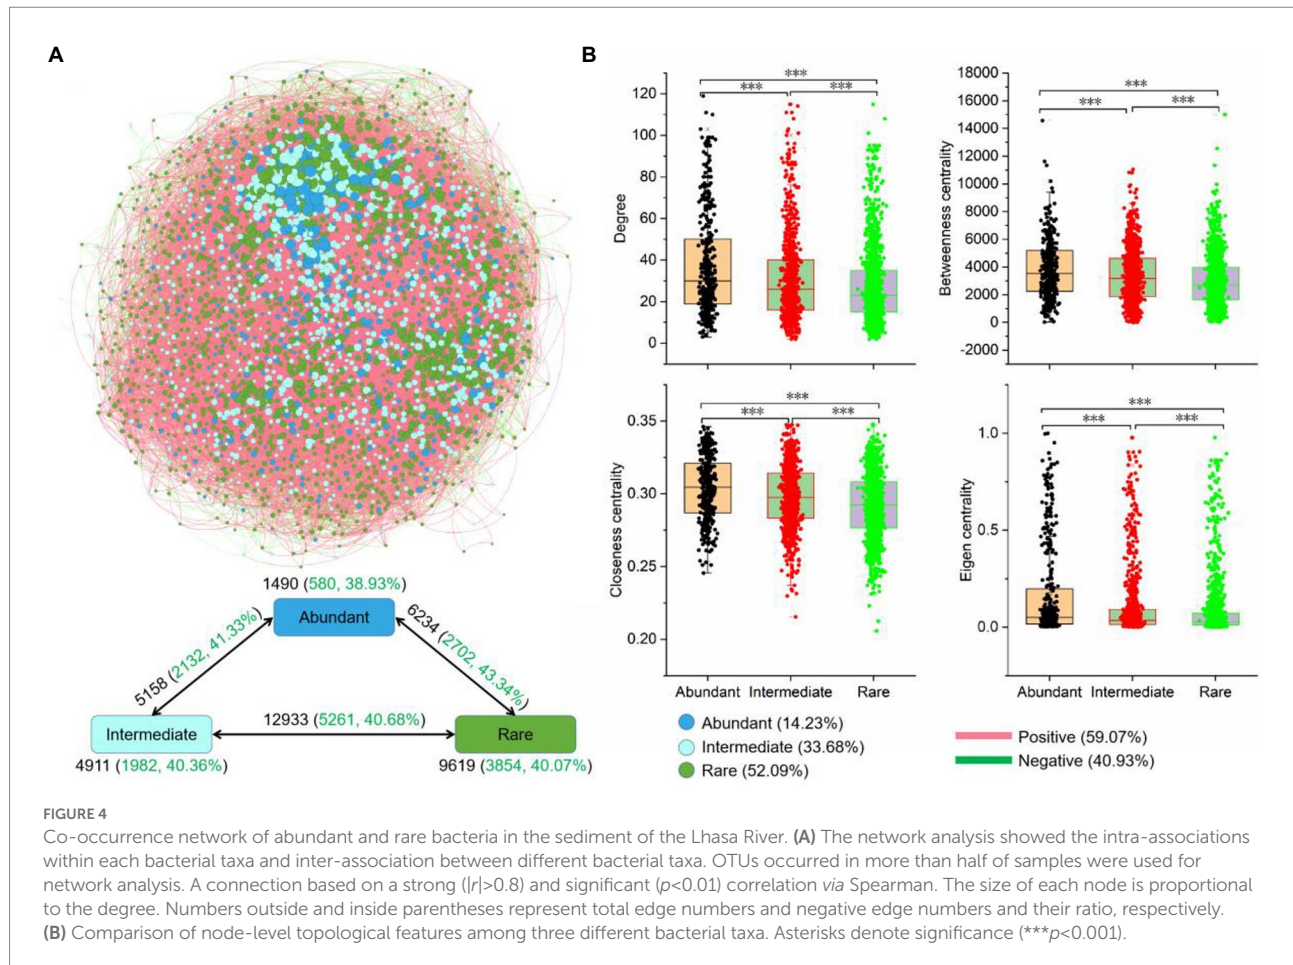 A
1490 (580, 38.93%)
Abundant
5158 (2132, 41.33%)
6234 (2702, 43.34%)
12933 (5261, 40.68%)
Intermediate
Rare
4911 (1982, 40.36%)
9619 (3854, 40.07%)
B
Degree
120
100
80
60
40
20
0
***
***
***
Abundant
Intermediate
Rare
Betweenness centrality
18000
16000
14000
12000
10000
8000
6000
4000
2000
0
-2000
***
***
***
Abundant
Intermediate
Rare
Closeness centrality
0.35
0.30
0.25
0.20
***
***
***
Abundant
Intermediate
Rare
Eigen centrality
1.0
0.5
0.0
***
***
***
Abundant
Intermediate
Rare
Abundant (14.23%)
Intermediate (33.68%)
Rare (52.09%)
Positive (59.07%)
Negative (40.93%)
FIGURE 4
Co-occurrence network of abundant and rare bacteria in the sediment of the Lhasa River. (A) The network analysis showed the intra-associations
within each bacterial taxa and inter-association between different bacterial taxa. OTUs occurred in more than half of samples were used for
network analysis. A connection based on a strong (|r|>0.8) and significant (p<0.01) correlation via Spearman. The size of each node is proportional
to the degree. Numbers outside and inside parentheses represent total edge numbers and negative edge numbers and their ratio, respectively.
(B) Comparison of node-level topological features among three different bacterial taxa. Asterisks denote significance (***p<0.001).